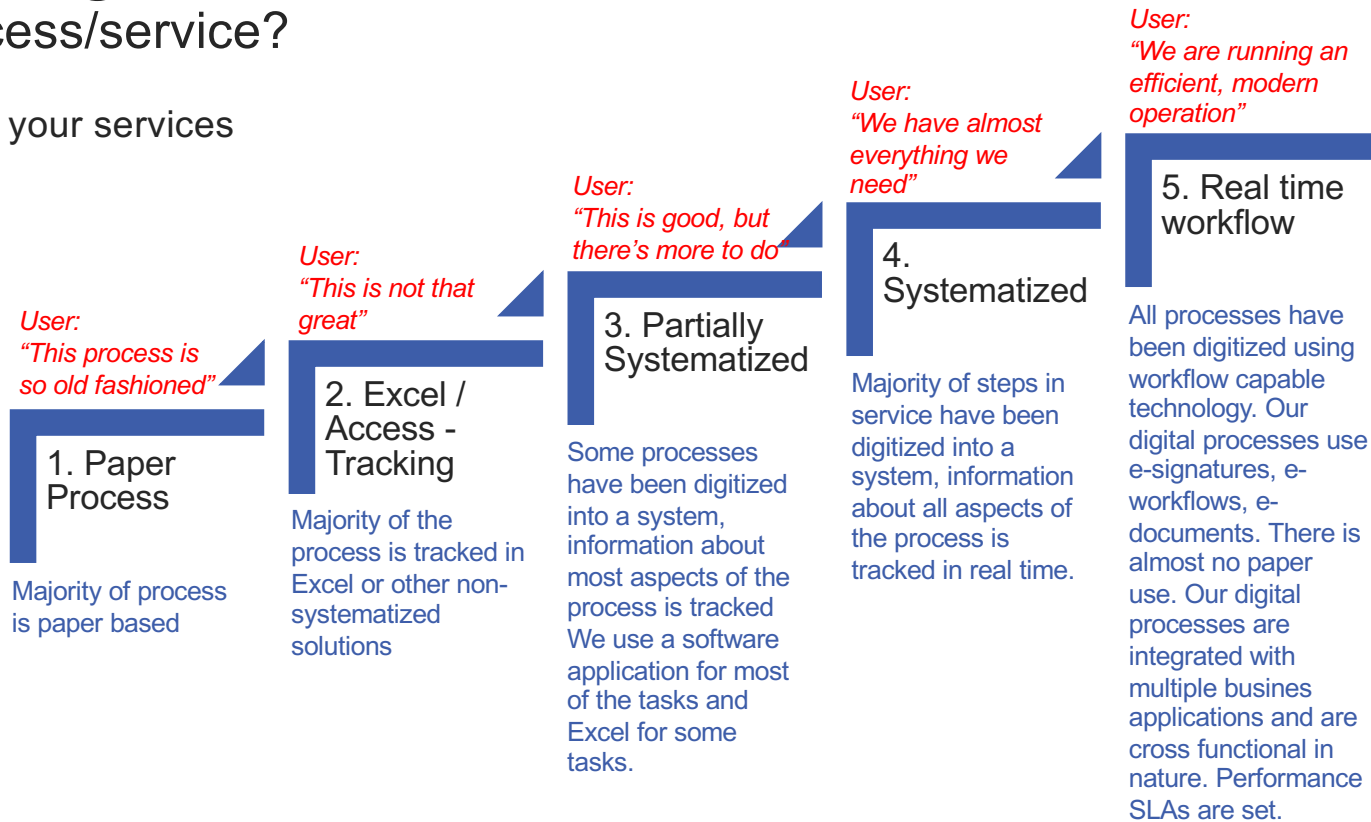 cess/service?
your services
User:
“This process is
so old fashioned”
1. Paper
Process
Majority of process
is paper based
User:
“This is not that
great”
2. Excel /
Access -
Tracking
Majority of the
process is tracked in
Excel or other non-
systematized
solutions
User:
“This is good, but
there’s more to do”
3. Partially
Systematized
Some processes
have been digitized
into a system,
information about
most aspects of the
process is tracked
We use a software
application for most
of the tasks and
Excel for some
tasks.
User:
“We have almost
everything we
need”
4.
Systematized
Majority of steps in
service have been
digitized into a
system, information
about all aspects of
the process is
tracked in real time.
User:
“We are running an
efficient, modern
operation”
5. Real time
workflow
All processes have
been digitized using
workflow capable
technology. Our
digital processes use
e-signatures, e-
workflows, e-
documents. There is
almost no paper
use. Our digital
processes are
integrated with
multiple busines
applications and are
cross functional in
nature. Performance
SLAs are set.